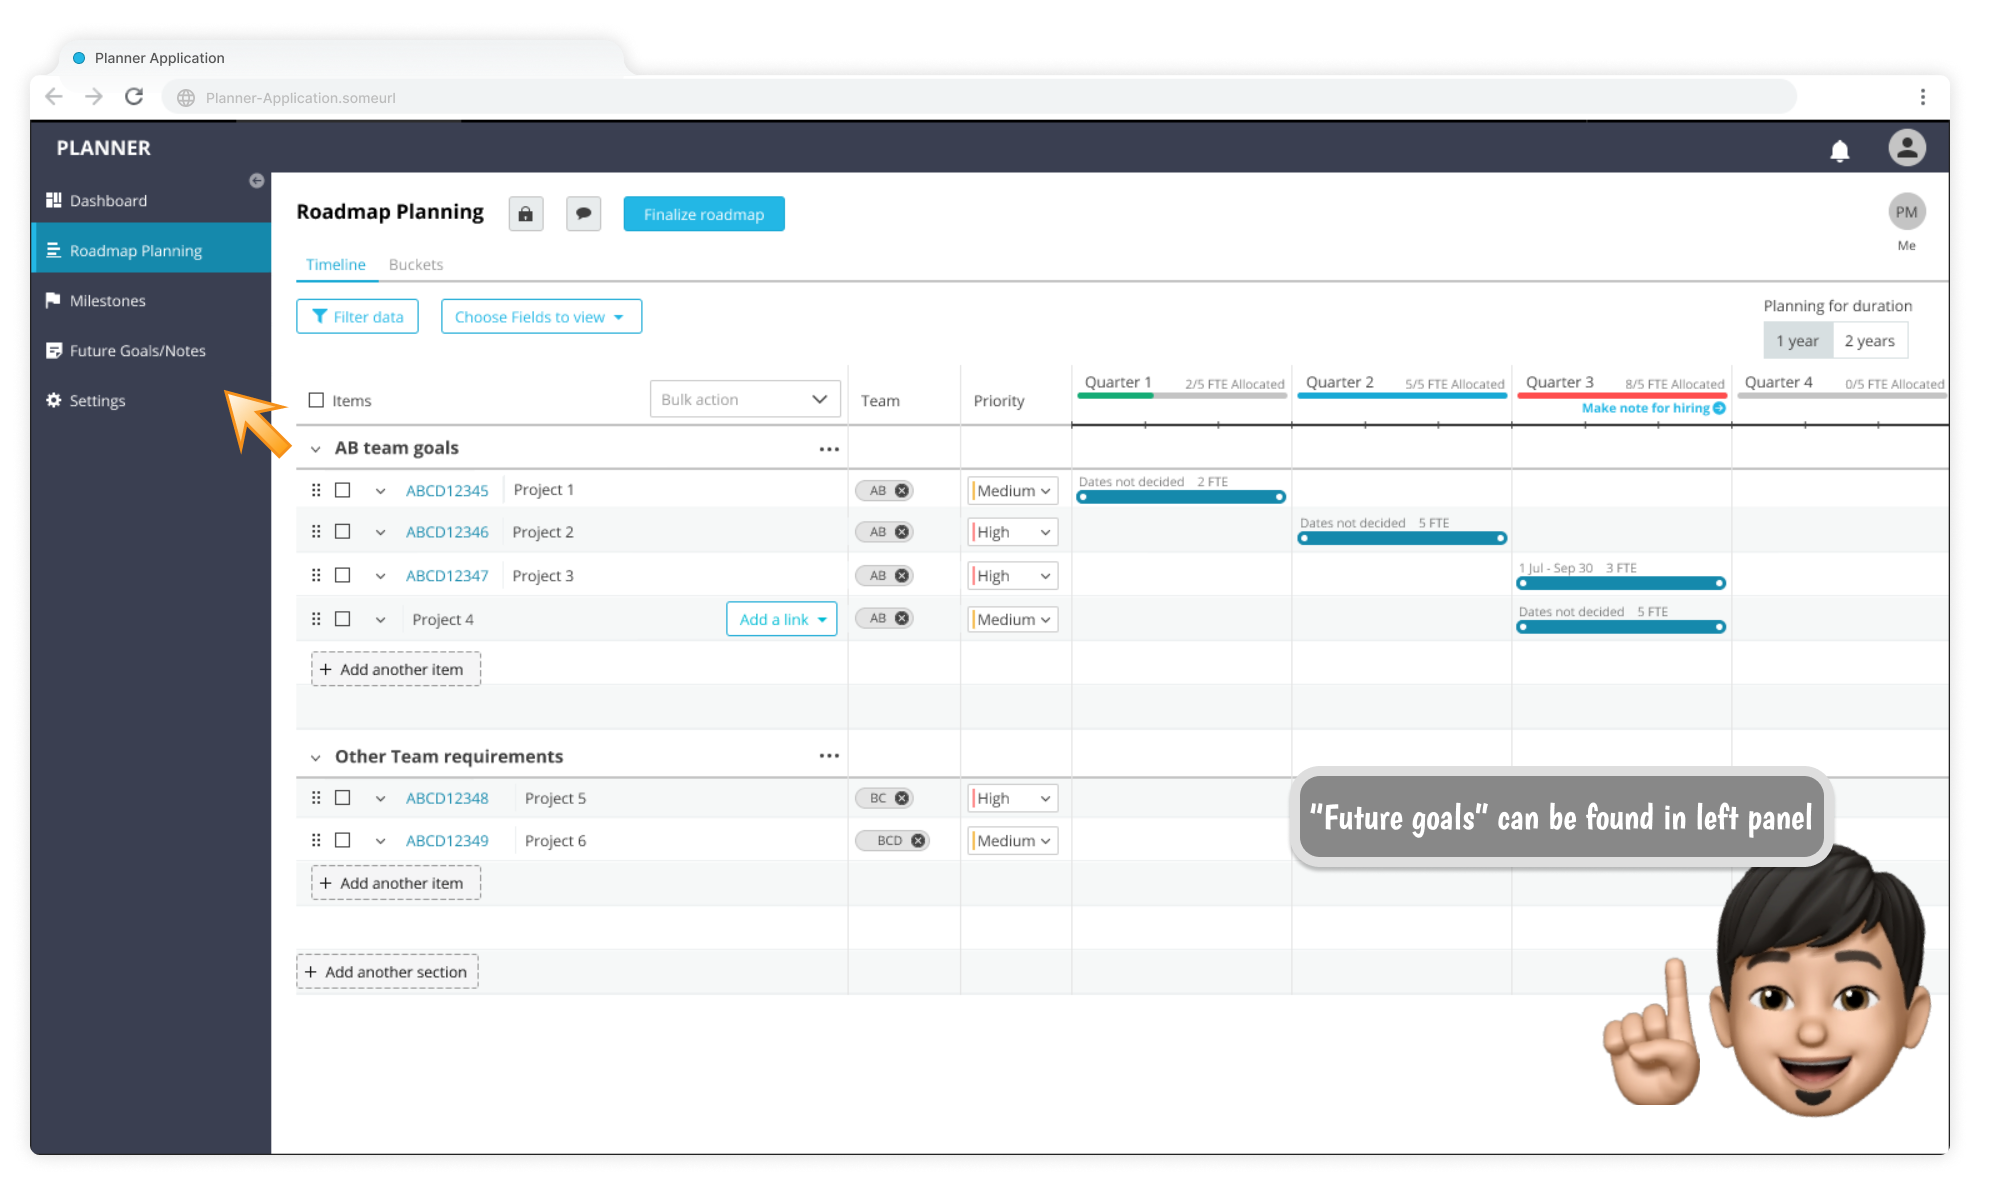 Planner Application
Planner-Application.someurl
PLANNER
Dashboard
Roadmap Planning
Milestones
Future Goals/Notes
Settings
Roadmap Planning
Finalize roadmap
PM
Me
Timeline Buckets
Filter data
Choose Fields to view
Planning for duration
1 year 2 years
Items Bulk action Team Priority
Quarter 1 2/5 FTE Allocated
Quarter 2 5/5 FTE Allocated
Quarter 3 8/5 FTE Allocated
Make note for hiring
Quarter 4 0/5 FTE Allocated
AB team goals
ABCD12345 Project 1 AB Medium Dates not decided 2 FTE
ABCD12346 Project 2 AB High Dates not decided 5 FTE
ABCD12347 Project 3 AB High 1 Jul - Sep 30 3 FTE
Project 4 Add a link AB Medium Dates not decided 5 FTE
+ Add another item
Other Team requirements
ABCD12348 Project 5 BC High
ABCD12349 Project 6 BCD Medium
+ Add another item
+ Add another section
“Future goals” can be found in left panel